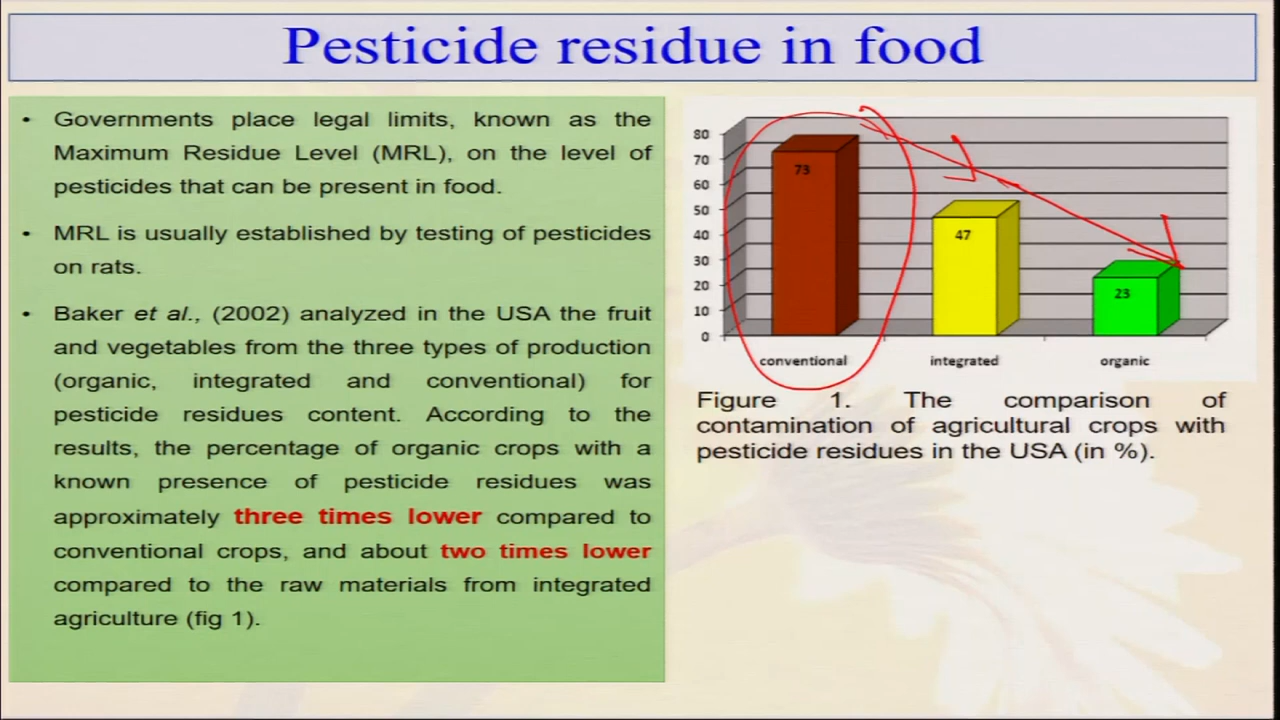 Pesticide residue in food
• Governments place legal limits, known as the
Maximum Residue Level (MRL), on the level of
pesticides that can be present in food.
• MRL is usually established by testing of pesticides
on rats.
• Baker et al., (2002) analyzed in the USA the fruit
and vegetables from the three types of production
(organic, integrated and conventional) for
pesticide residues content. According to the
results, the percentage of organic crops with a
known presence of pesticide residues was
approximately three times lower compared to
conventional crops, and about two times lower
compared to the raw materials from integrated
agriculture (fig 1).
80
70
60
50
40
30
20
10
0
73
47
23
conventional
integrated
organic
Figure 1. The comparison of
contamination of agricultural crops with
pesticide residues in the USA (in %).